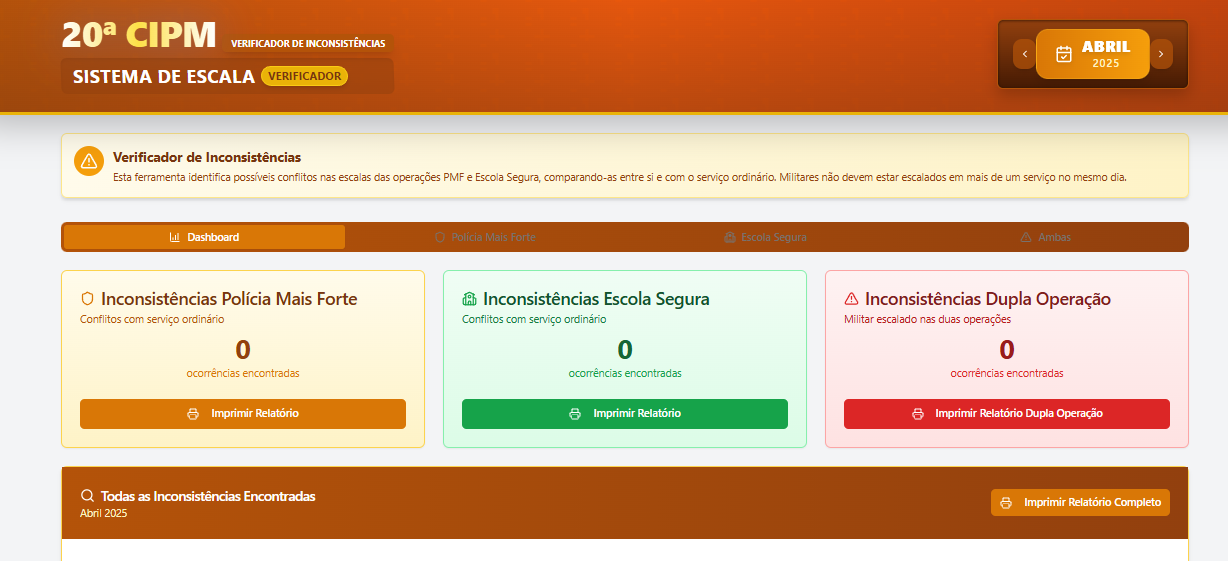 20ª CIPM VERIFICADOR DE INCONSISTÊNCIAS
SISTEMA DE ESCALA VERIFICADOR
ABRIL
2025
Verificador de Inconsistências
Esta ferramenta identifica possíveis conflitos nas escalas das operações PMF e Escola Segura, comparando-as entre si e com o serviço ordinário. Militares não devem estar escalados em mais de um serviço no mesmo dia.
Dashboard
Polícia Mais Forte
Escola Segura
Ambas
Inconsistências Polícia Mais Forte
Conflitos com serviço ordinário
0
ocorrências encontradas
Imprimir Relatório
Inconsistências Escola Segura
Conflitos com serviço ordinário
0
ocorrências encontradas
Imprimir Relatório
Inconsistências Dupla Operação
Militar escalado nas duas operações
0
ocorrências encontradas
Imprimir Relatório Dupla Operação
Todas as Inconsistências Encontradas
Abril 2025
Imprimir Relatório Completo